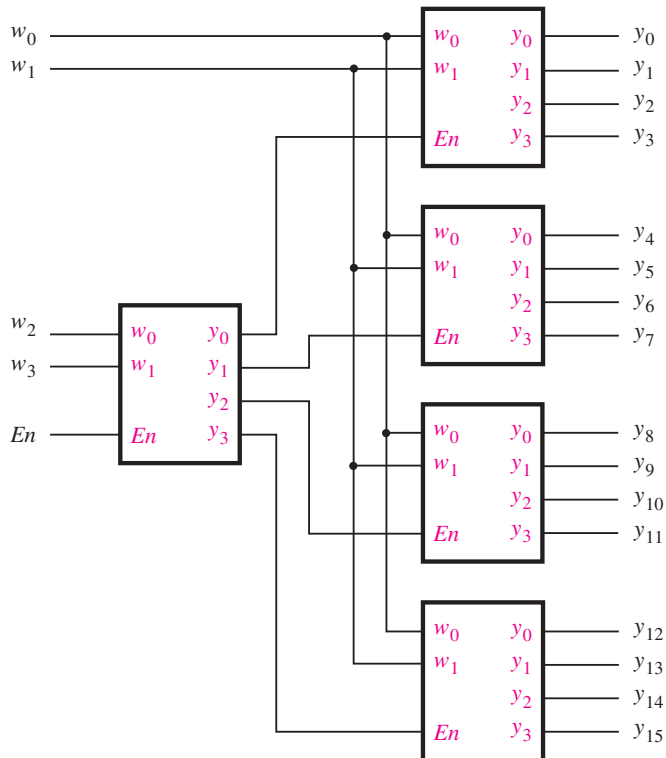 w0 w0 y0 y0
w1 w1 y1 y1
y2 y2
En y3 y3
w0 y0 y4
w1 y1 y5
y2 y6
En y3 y7
w2 w0 y0
w3 w1 y1
y2
En En y3
w0 y0 y8
w1 y1 y9
y2 y10
En y3 y11
w0 y0 y12
w1 y1 y13
y2 y14
En y3 y15